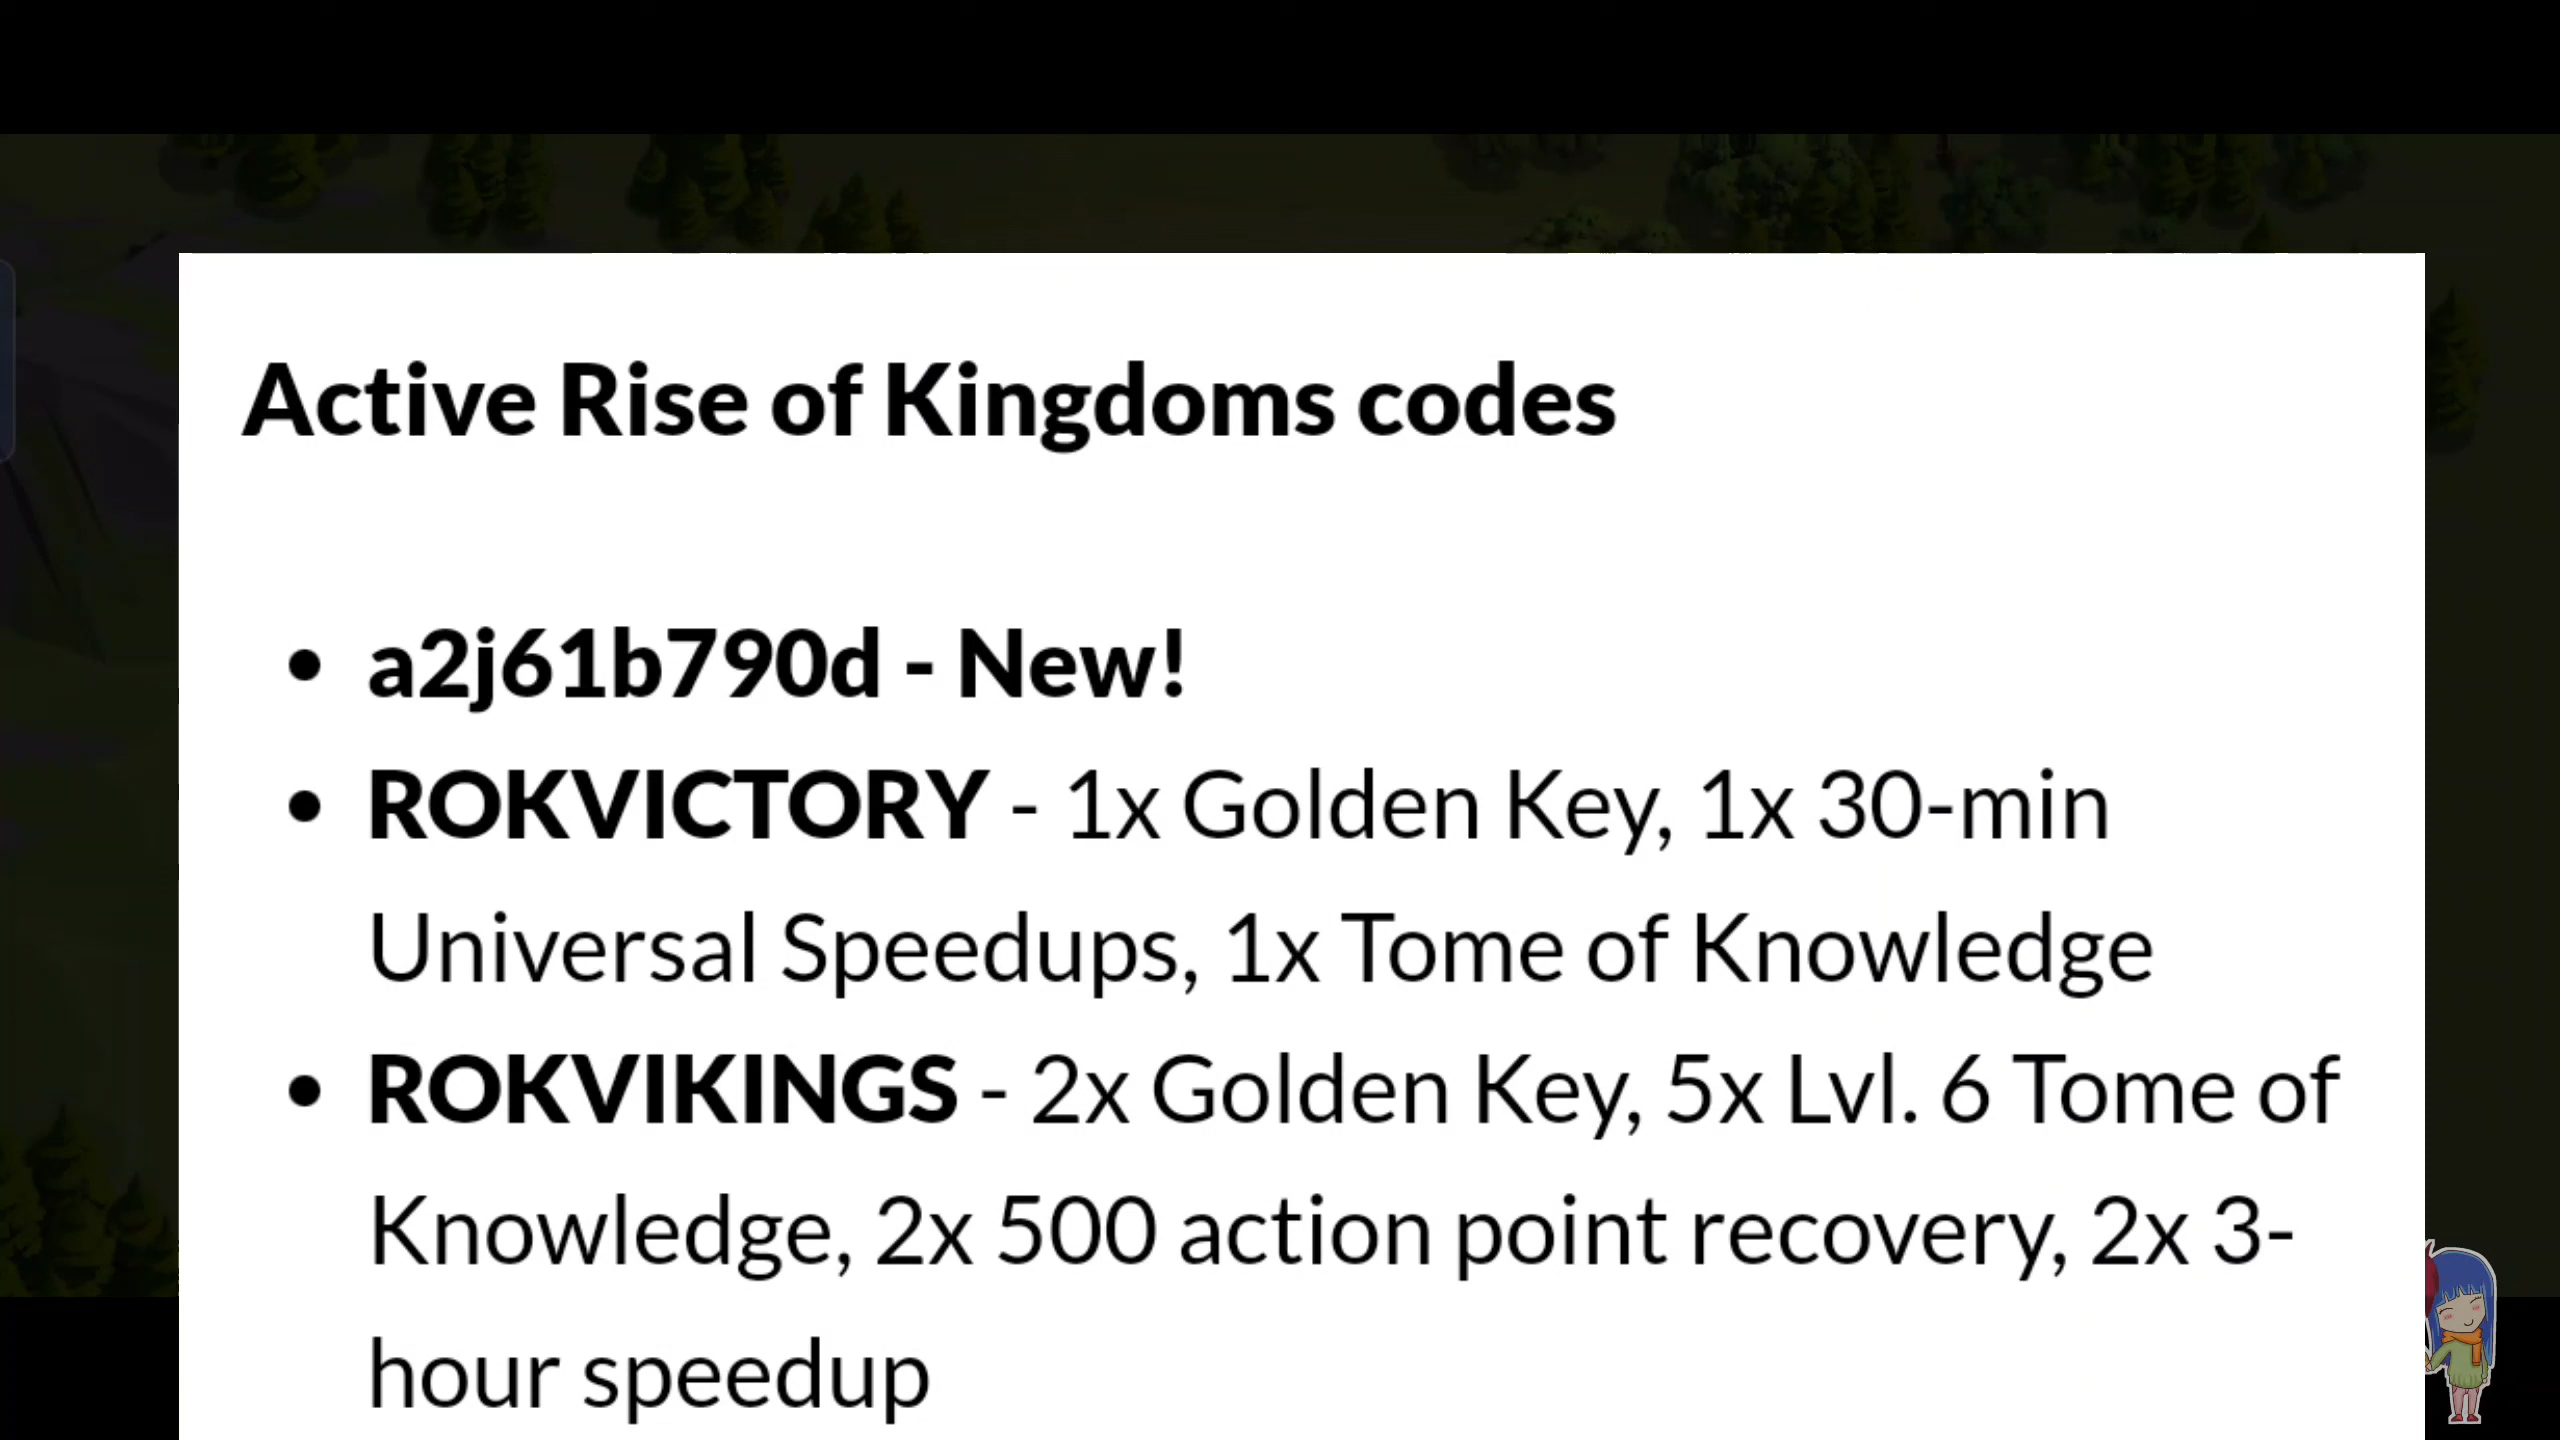 Active Rise of Kingdoms codes
• a2j61b790d - New!
• ROKVICTORY - 1x Golden Key, 1x 30-min
Universal Speedups, 1x Tome of Knowledge
• ROKVIKINGS - 2x Golden Key, 5x Lvl. 6 Tome of
Knowledge, 2x 500 action point recovery, 2x 3-
hour speedup